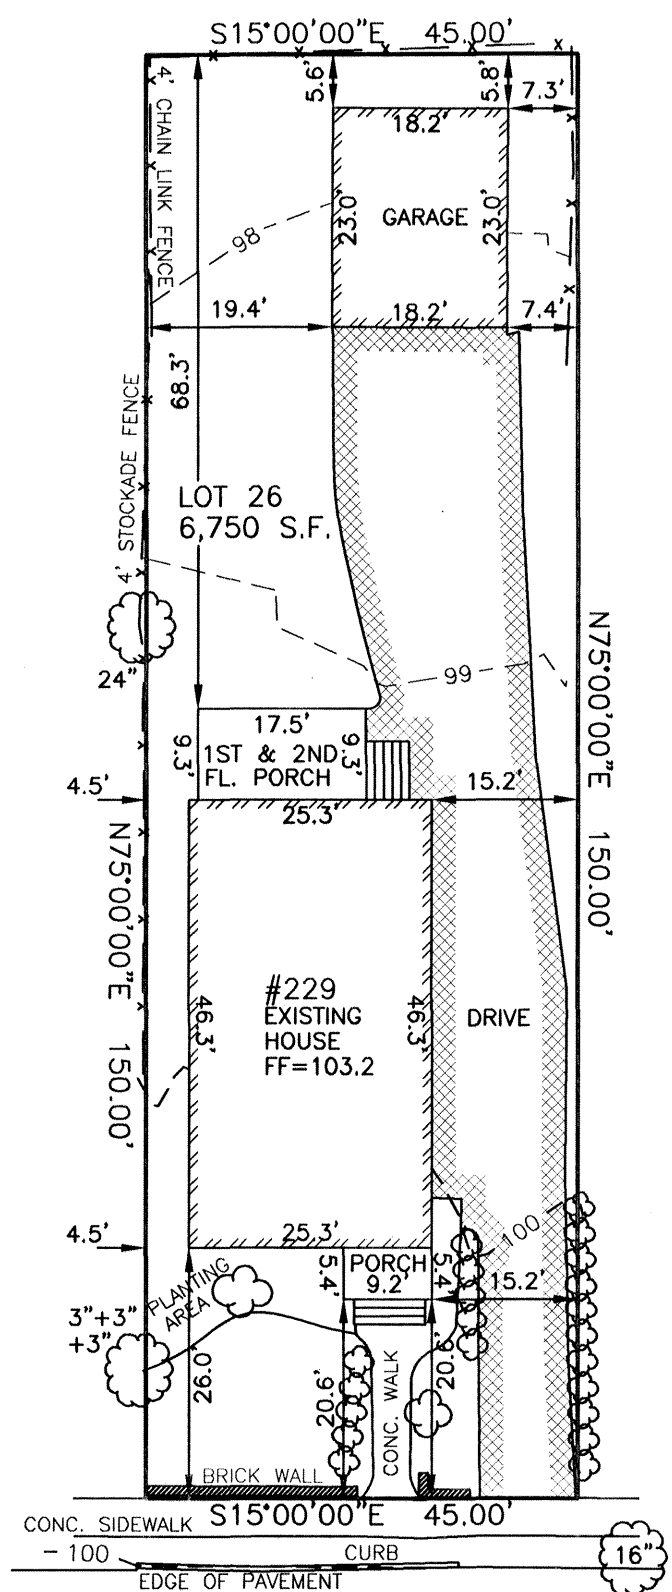 S15°00'00"E 45.00'
5.6'
5.8'
7.3'
4' CHAIN LINK FENCE
18.2'
23.0'
GARAGE
23.0'
98
19.4'
18.2'
7.4'
68.3'
4' STOCKADE FENCE
LOT 26
6,750 S.F.
N75°00'00"E 150.00'
24"
99
17.5'
9.3'
1ST & 2ND
FL. PORCH
9.3'
4.5'
15.2'
25.3'
N75°00'00"E 150.00'
#229
EXISTING
HOUSE
FF=103.2
46.3'
46.3'
DRIVE
4.5'
25.3'
100
PORCH
9.2'
5.4'
5.4'
15.2'
PLANTING
AREA
3"+3"
+3"
26.0'
20.6'
CONC. WALK
20.6'
BRICK WALL
S15°00'00"E 45.00'
CONC. SIDEWALK
-100
CURB
16"
EDGE OF PAVEMENT